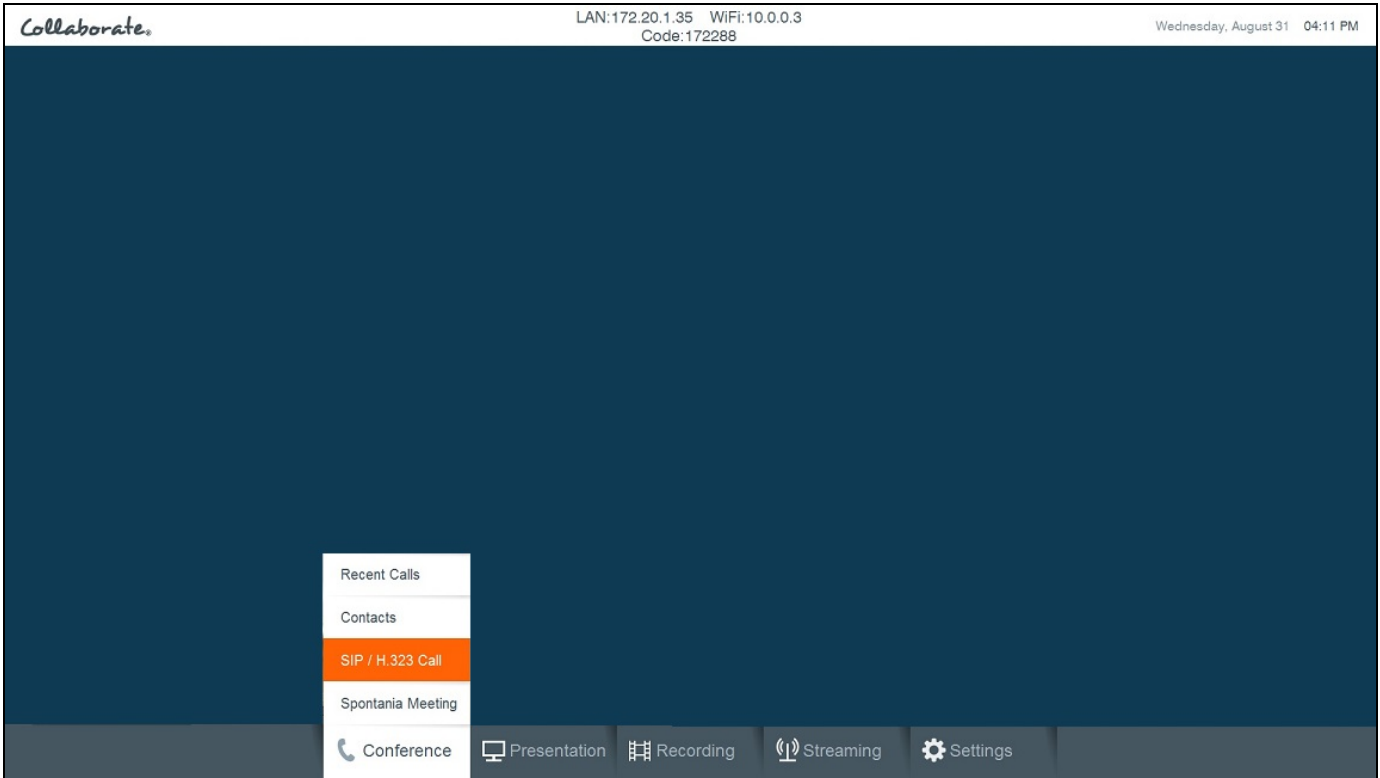 Collaborate®
LAN:172.20.1.35 WiFi:10.0.0.3
Code:172288
Wednesday, August 31 04:11 PM
Recent Calls
Contacts
SIP / H.323 Call
Spontania Meeting
Conference
Presentation
Recording
Streaming
Settings